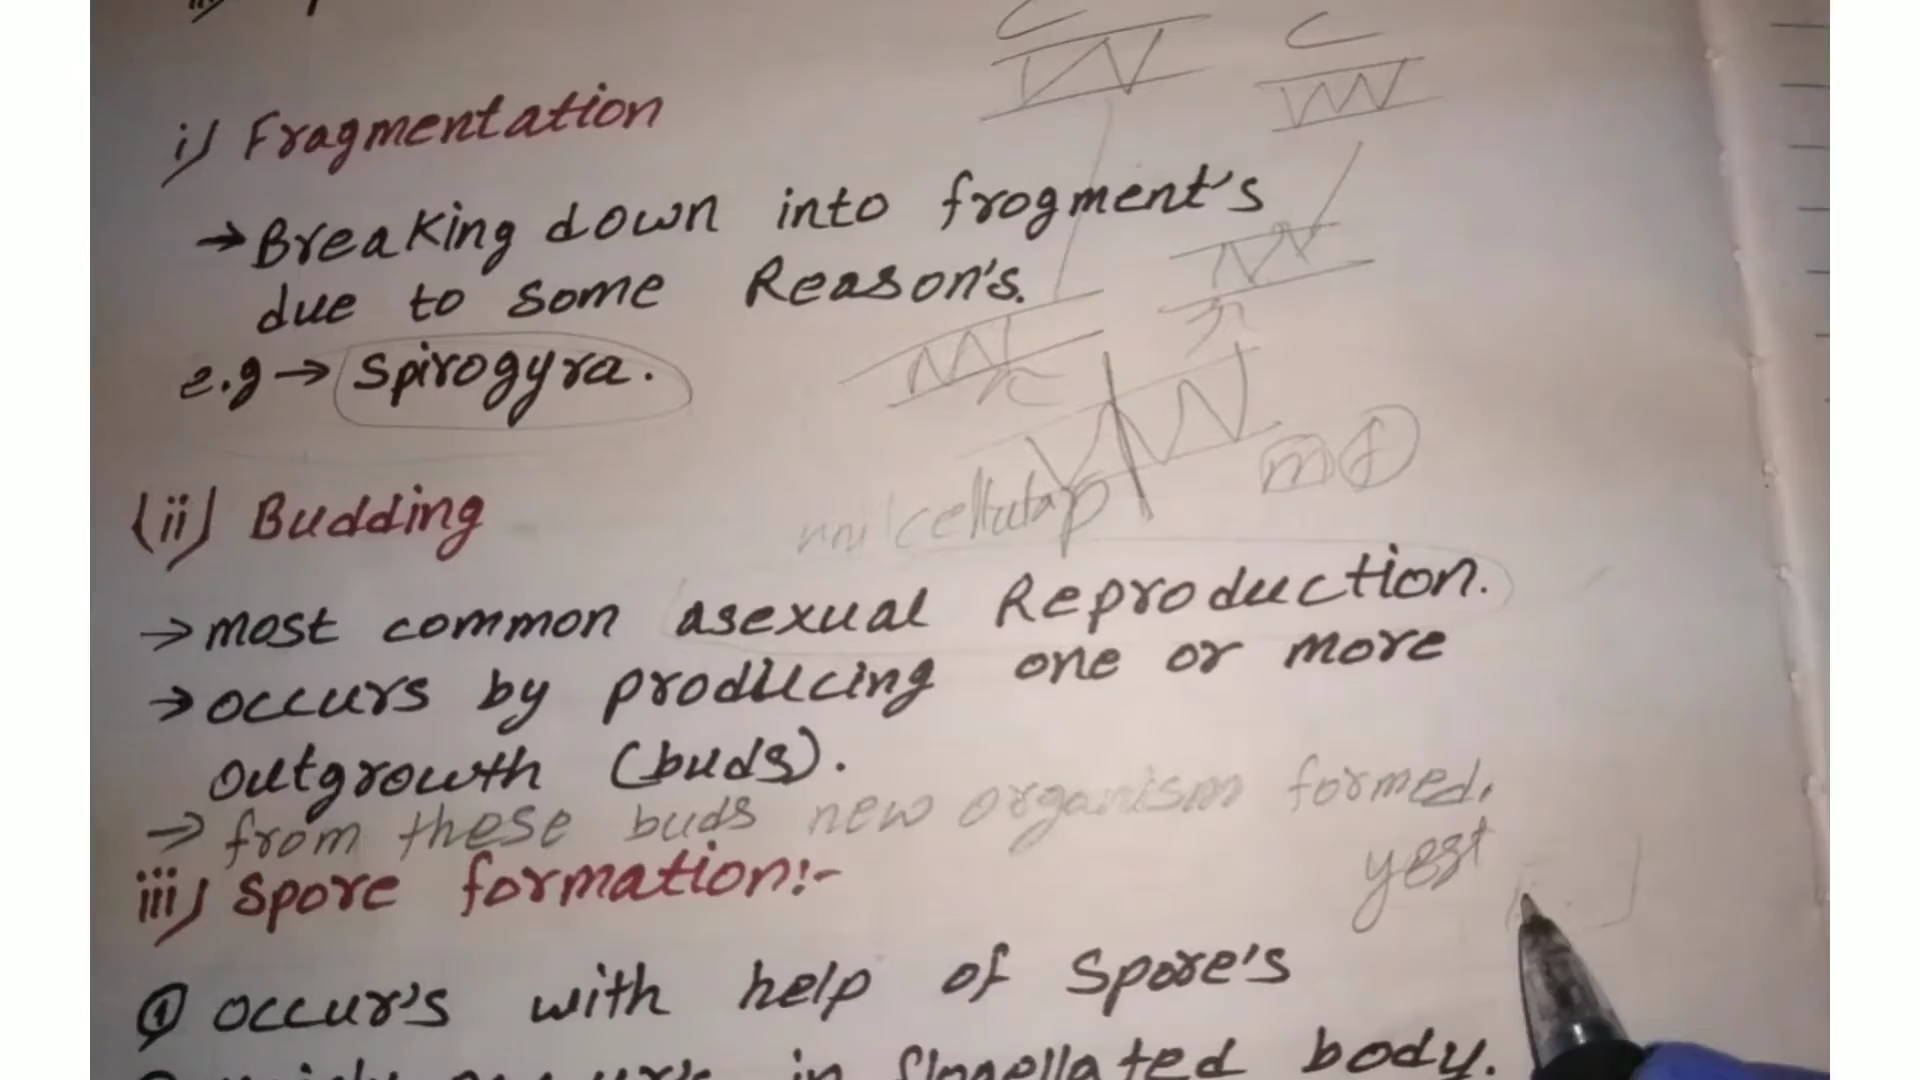 i) Fragmentation
→ Breaking down into frogment's
due to some Reason's.
e.g → Spirogyra.
unicellular
m f
(ii) Budding
→ most common asexual Reproduction.
→ occurs by producing one or more
outgrowth (buds).
→ from these buds new organism formed.
yest
iii) Spore formation:-
① occur's with help of Spore's
in flagellated body.